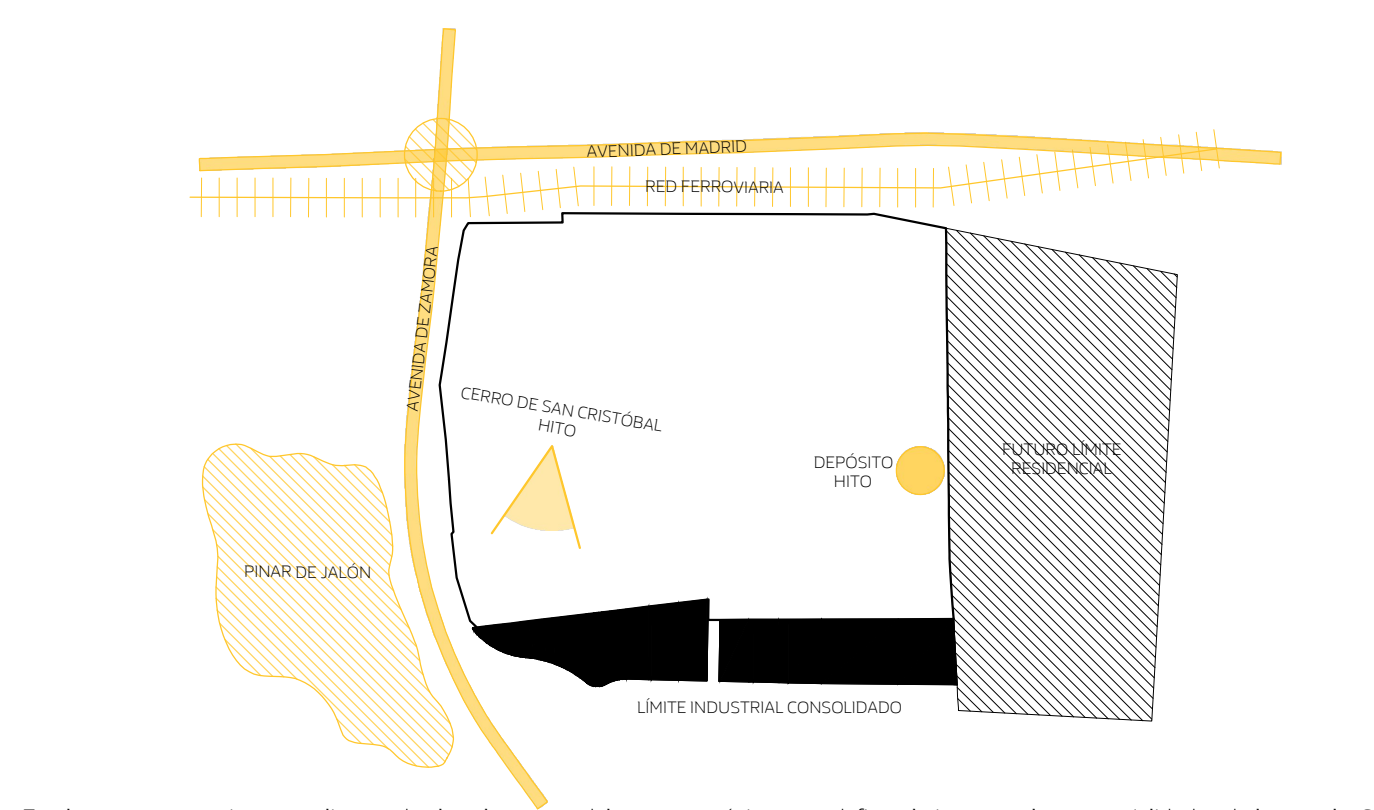 AVENIDA DE MADRID
RED FERROVIARIA
AVENIDA DE ZAMORA
CERRO DE SAN CRISTÓBAL
HITO
DEPÓSITO
HITO
FUTURO LÍMITE
RESIDENCIAL
PINAR DE JALÓN
LÍMITE INDUSTRIAL CONSOLIDADO